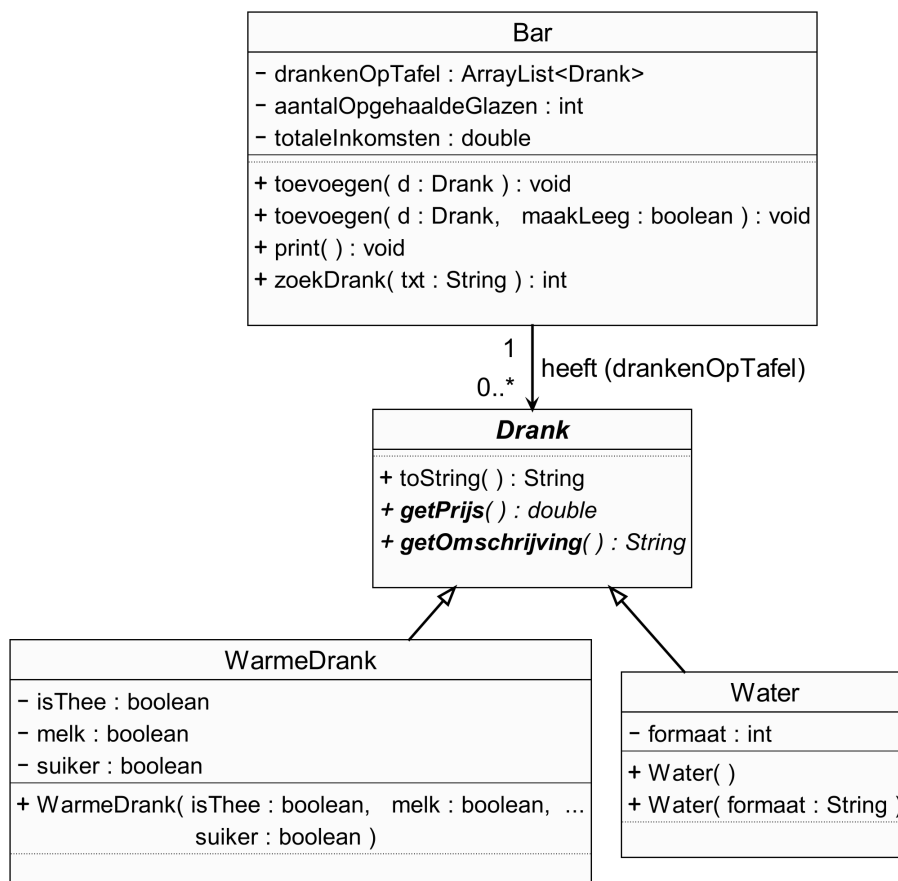 Bar
- drankenOpTafel : ArrayList<Drank>
- aantalOpgehaaldeGlazen : int
- totaleInkomsten : double
+ toevoegen( d : Drank ) : void
+ toevoegen( d : Drank, maakLeeg : boolean ) : void
+ print( ) : void
+ zoekDrank( txt : String ) : int
1
heeft (drankenOpTafel)
0..*
Drank
+ toString( ) : String
+ getPrijs( ) : double
+ getOmschrijving( ) : String
WarmeDrank
- isThee : boolean
- melk : boolean
- suiker : boolean
+ WarmeDrank( isThee : boolean, melk : boolean, ...
suiker : boolean )
Water
- formaat : int
+ Water( )
+ Water( formaat : String )